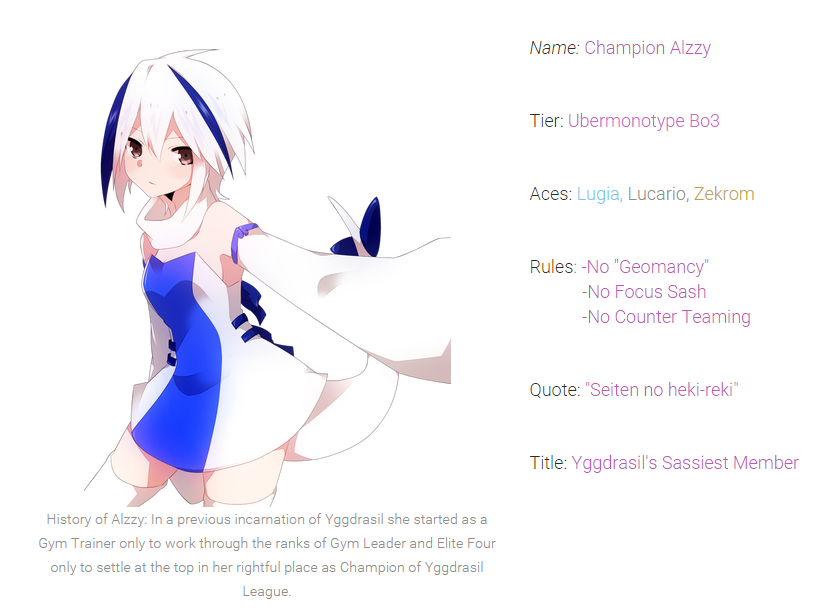 Name: Champion Alzzy
Tier: Ubermonotype Bo3
Aces: Lugia, Lucario, Zekrom
Rules: -No "Geomancy"
-No Focus Sash
-No Counter Teaming
Quote: "Seiten no heki-reki"
Title: Yggdrasil's Sassiest Member
History of Alzzy: In a previous incarnation of Yggdrasil she started as a
Gym Trainer only to work through the ranks of Gym Leader and Elite Four
only to settle at the top in her rightful place as Champion of Yggdrasil
League.